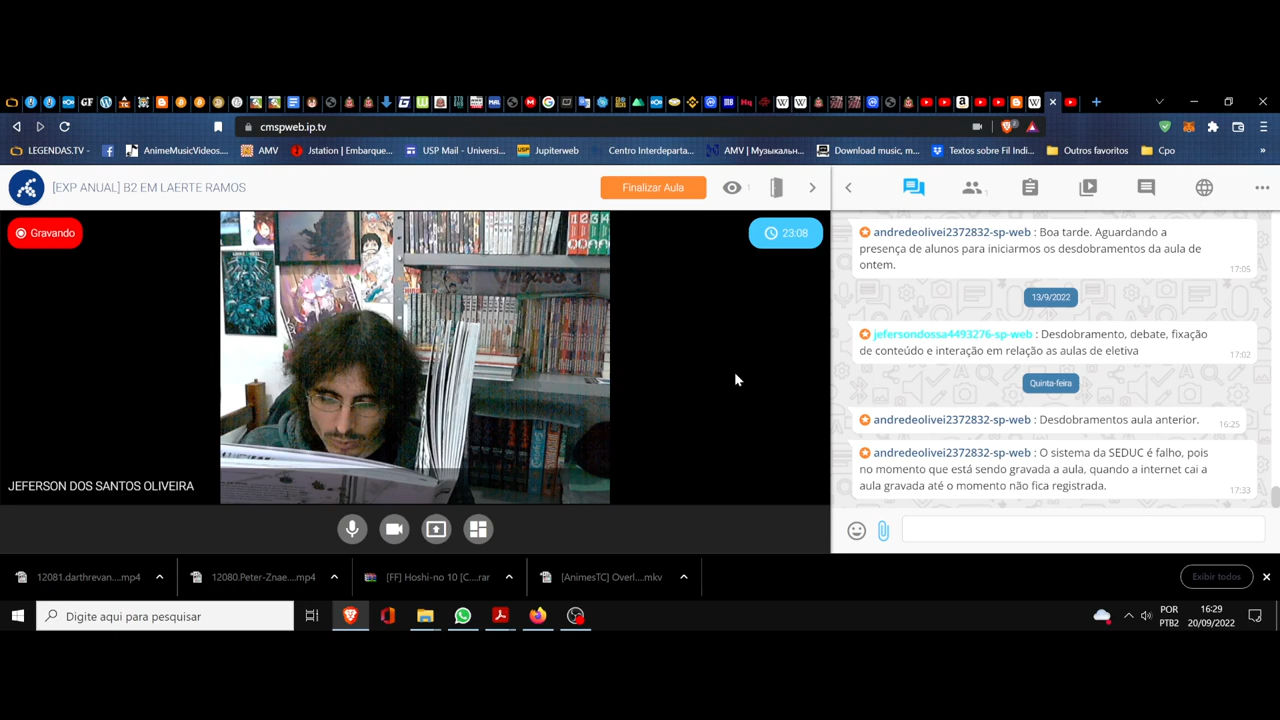 cmspweb.ip.tv
LEGENDAS.TV -
AnimeMusicVideos...
AMV
Jstation | Embarque...
USP Mail - Universi...
Jupiterweb
Centro Interdeparta...
AMV | Музыкальн...
Download music, m...
Textos sobre Fil Indi...
Outros favoritos
Cpo
»
[EXP ANUAL] B2 EM LAERTE RAMOS
Finalizar Aula
1
1
Gravando
23:08
JEFERSON DOS SANTOS OLIVEIRA
andredeolivei2372832-sp-web : Boa tarde. Aguardando a
presença de alunos para iniciarmos os desdobramentos da aula de
ontem.
17:05
13/9/2022
jefersondossa4493276-sp-web : Desdobramento, debate, fixação
de conteúdo e interação em relação as aulas de eletiva
17:02
Quinta-feira
andredeolivei2372832-sp-web : Desdobramentos aula anterior.
16:25
andredeolivei2372832-sp-web : O sistema da SEDUC é falho, pois
no momento que está sendo gravada a aula, quando a internet cai a
aula gravada até o momento não fica registrada.
17:33
12081.darthrevan....mp4
12080.Peter-Znae....mp4
[FF] Hoshi-no 10 [C....rar
[AnimesTC] Overl....mkv
Exibir todos
Digite aqui para pesquisar
POR
PTB2
16:29
20/09/2022